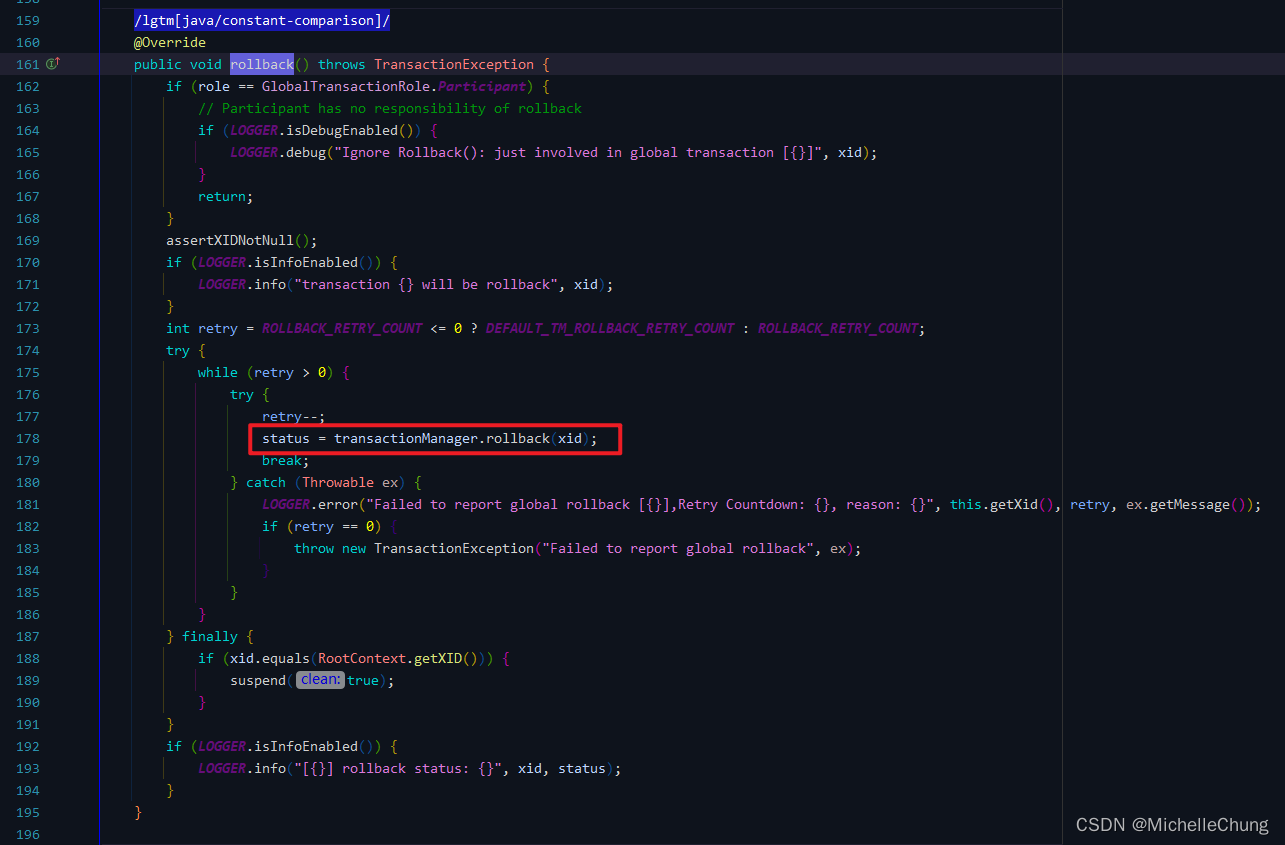 158
159 /lgtm[java/constant-comparison]/
160 @Override
161 public void rollback() throws TransactionException {
162 if (role == GlobalTransactionRole.Participant) {
163 // Participant has no responsibility of rollback
164 if (LOGGER.isDebugEnabled()) {
165 LOGGER.debug("Ignore Rollback(): just involved in global transaction [{}]", xid);
166 }
167 return;
168 }
169 assertXIDNotNull();
170 if (LOGGER.isInfoEnabled()) {
171 LOGGER.info("transaction {} will be rollback", xid);
172 }
173 int retry = ROLLBACK_RETRY_COUNT <= 0 ? DEFAULT_TM_ROLLBACK_RETRY_COUNT : ROLLBACK_RETRY_COUNT;
174 try {
175 while (retry > 0) {
176 try {
177 retry--;
178 status = transactionManager.rollback(xid);
179 break;
180 } catch (Throwable ex) {
181 LOGGER.error("Failed to report global rollback [{}],Retry Countdown: {}, reason: {}", this.getXid(), retry, ex.getMessage());
182 if (retry == 0) {
183 throw new TransactionException("Failed to report global rollback", ex);
184 }
185 }
186 }
187 } finally {
188 if (xid.equals(RootContext.getXID())) {
189 suspend( clean: true);
190 }
191 }
192 if (LOGGER.isInfoEnabled()) {
193 LOGGER.info("[{}] rollback status: {}", xid, status);
194 }
195 }
196
CSDN @MichelleChung